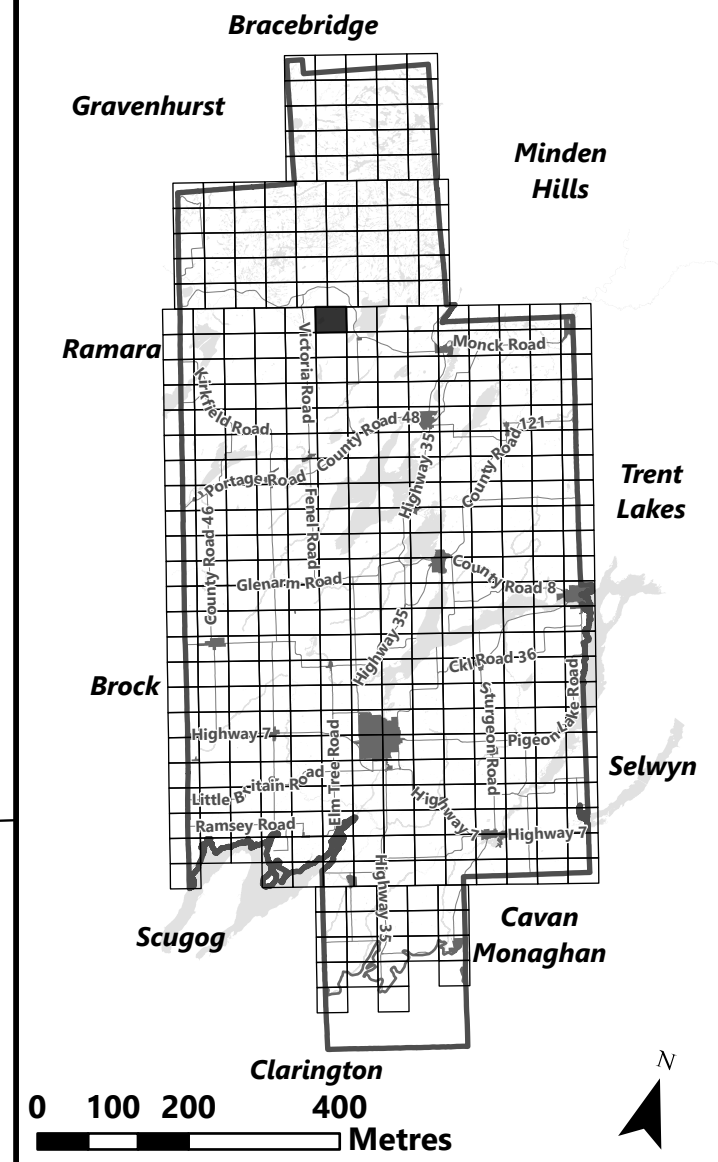 Bracebridge
Gravenhurst
Minden
Hills
Ramara
Monck Road
Victoria Road
Kirkfield Road
County Road 48
County Road 121
Highway 35
Portage Road
Trent
Lakes
Fenel Road
County Road 46
Glenarm Road
County Road 8
Highway 35
Ckl Road 36
Brock
Sturgeon Road
Pigeon Lake Road
Highway 7
Elm Tree Road
Selwyn
Little Britain Road
Highway 7
Ramsey Road
Highway 7
Highway 35
Scugog
Cavan
Monaghan
Clarington
N
0 100 200 400
Metres